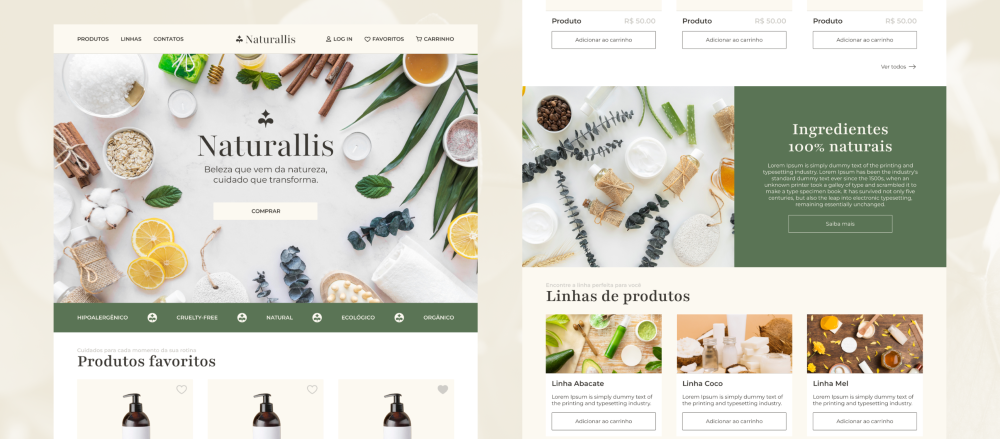 PRODUTOS LINHAS CONTATOS Naturallis LOG IN FAVORITOS CARRINHO
Naturallis
Beleza que vem da natureza,
cuidado que transforma.
COMPRAR
HIPOALERGÊNICO CRUELTY-FREE NATURAL ECOLÓGICO ORGÂNICO
Cuidados para cada momento da sua rotina
Produtos favoritos
Produto R$ 50.00 Produto R$ 50.00 Produto R$ 50.00
Adicionar ao carrinho Adicionar ao carrinho Adicionar ao carrinho
Ver todos
Ingredientes
100% naturais
Lorem Ipsum is simply dummy text of the printing and
typesetting industry. Lorem Ipsum has been the industry's
standard dummy text ever since the 1500s, when an
unknown printer took a galley of type and scrambled it to
make a type specimen book. It has survived not only five
centuries, but also the leap into electronic typesetting,
remaining essentially unchanged.
Saiba mais
Encontre a linha perfeita para você
Linhas de produtos
Linha Abacate Linha Coco Linha Mel
Lorem Ipsum is simply dummy text of Lorem Ipsum is simply dummy text of Lorem Ipsum is simply dummy text of
the printing and typesetting industry. the printing and typesetting industry. the printing and typesetting industry.
Adicionar ao carrinho Adicionar ao carrinho Adicionar ao carrinho